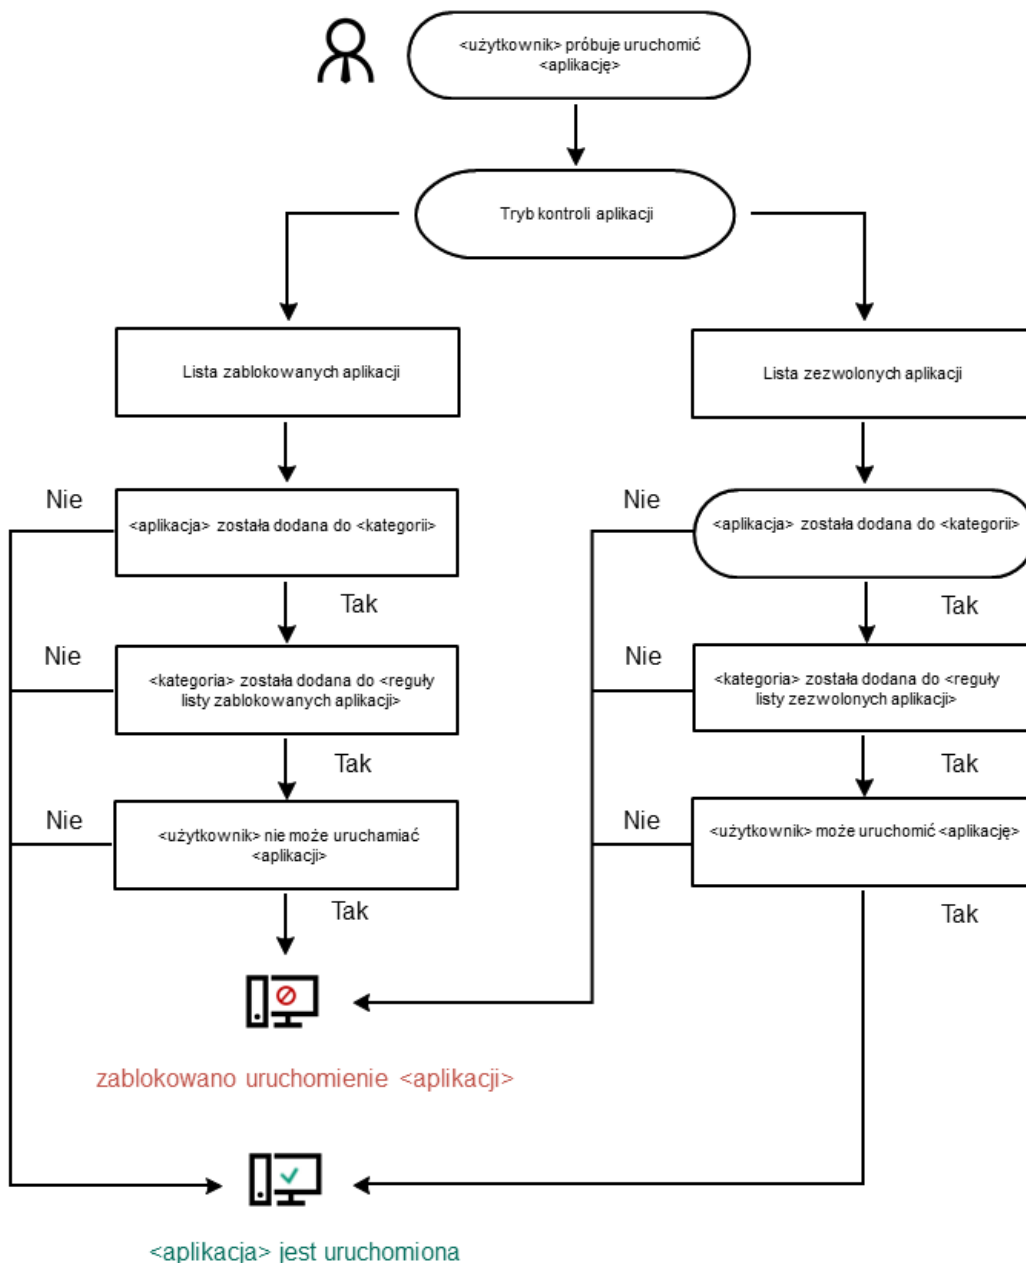 <użytkownik> próbuje uruchomić
<aplikację>
Tryb kontroli aplikacji
Lista zablokowanych aplikacji
Lista zezwolonych aplikacji
Nie
<aplikacja> została dodana do <kategorii>
Nie
<aplikacja> została dodana do <kategorii>
Tak
Tak
Nie
<kategoria> została dodana do <reguły
listy zablokowanych aplikacji>
Nie
<kategoria> została dodana do <reguły
listy zezwolonych aplikacji>
Tak
Tak
Nie
<użytkownik> nie może uruchamiać
<aplikacji>
Nie
<użytkownik> może uruchomić <aplikację>
Tak
Tak
zablokowano uruchomienie <aplikacji>
<aplikacja> jest uruchomiona